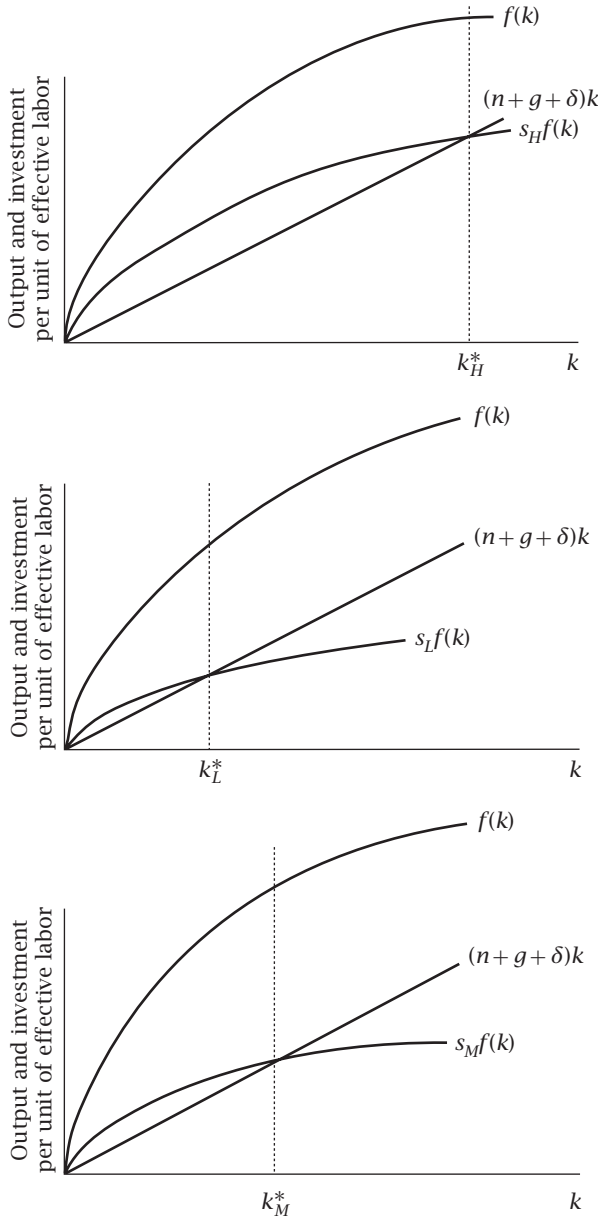 f(k)
(n + g + δ)k
s_H f(k)
Output and investment
per unit of effective labor
k*_H
k
f(k)
(n + g + δ)k
s_L f(k)
Output and investment
per unit of effective labor
k*_L
k
f(k)
(n + g + δ)k
s_M f(k)
Output and investment
per unit of effective labor
k*_M
k